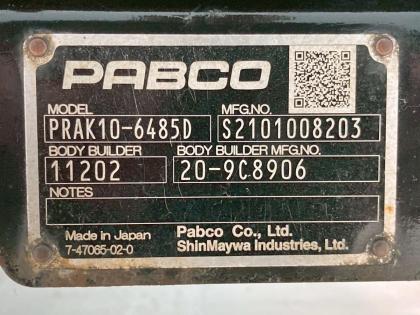 PABCO
MODEL MFG.NO.
PRAK10-6485D S2101008203
BODY BUILDER BODY BUILDER MFG.NO.
11202 20-9C8906
NOTES
Made in Japan Pabco Co., Ltd.
7-47065-02-0 ShinMaywa Industries, Ltd.